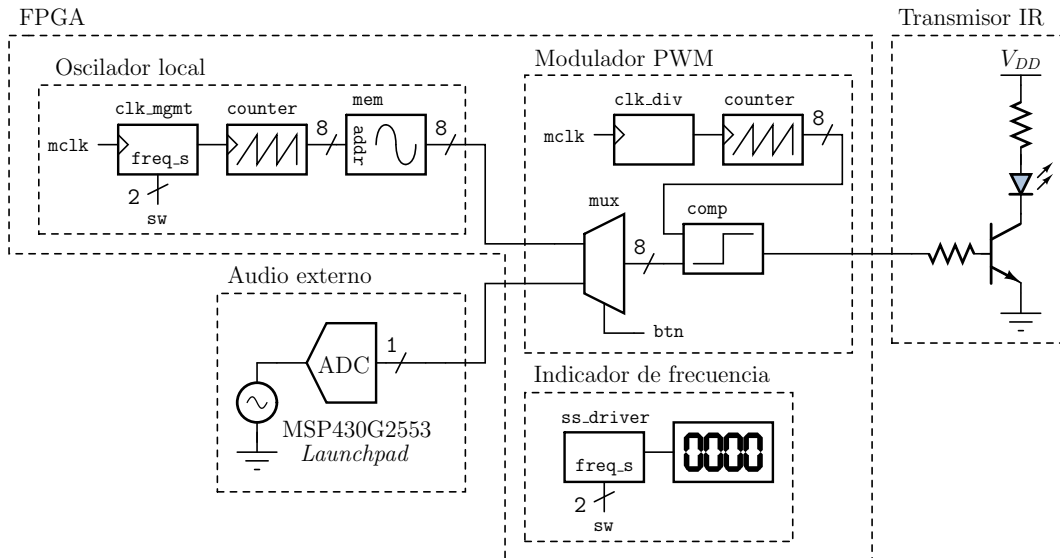 FPGA
Transmisor IR
Oscilador local
Modulador PWM
V_DD
clk_mgmt
counter
mem
clk_div
counter
mclk
freq_s
8
addr
8
mclk
8
2
sw
mux
comp
8
Audio externo
btn
ADC
1
Indicador de frecuencia
MSP430G2553
Launchpad
ss_driver
freq_s
0000
2
sw